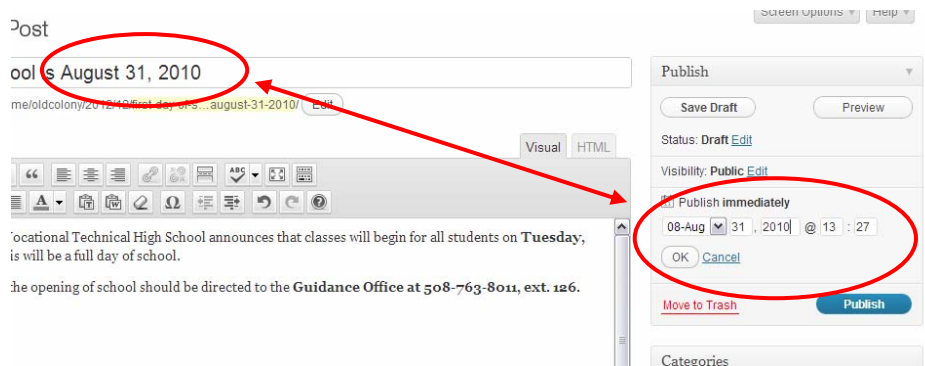 Post
Screen Options Help
ool is August 31, 2010
me/oldcolony/2012/12/first-day-of-s...august-31-2010/ Edit
Visual HTML
ABC
ocational Technical High School announces that classes will begin for all students on Tuesday,
is will be a full day of school.
the opening of school should be directed to the Guidance Office at 508-763-8011, ext. 126.
Publish
Save Draft Preview
Status: Draft Edit
Visibility: Public Edit
Publish immediately
08-Aug 31 , 2010 @ 13 : 27
OK Cancel
Move to Trash Publish
Categories